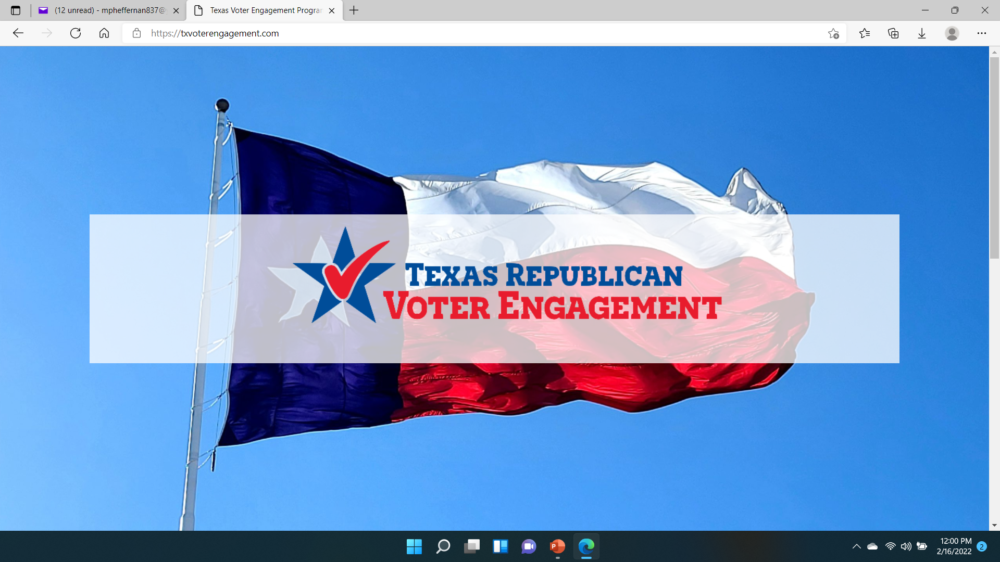 (12 unread) - mpheffernan837@
Texas Voter Engagement Progra
https://txvoterengagement.com
TEXAS REPUBLICAN
VOTER ENGAGEMENT
P
12:00 PM
2/16/2022
2